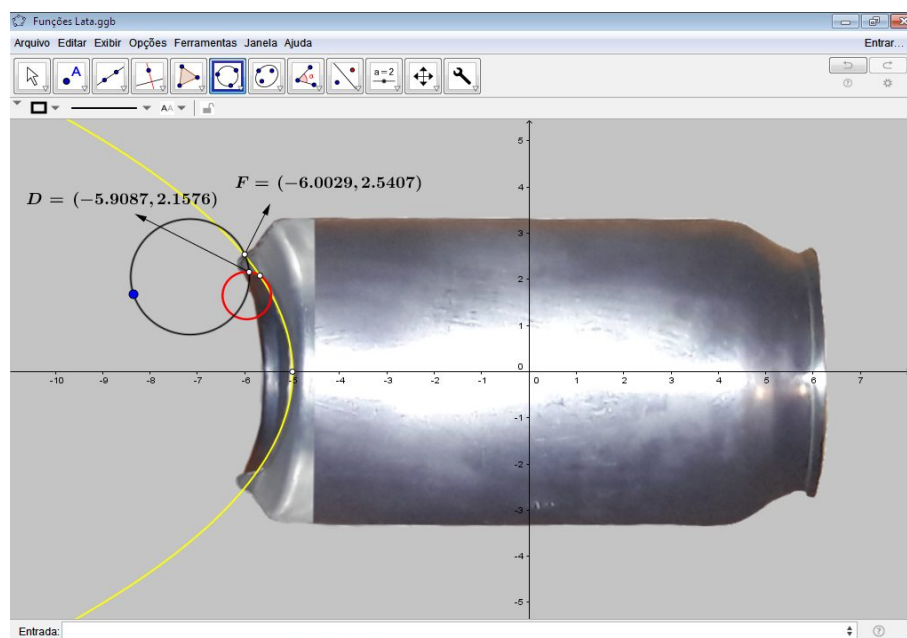 Funções Lata.ggb
Arquivo Editar Exibir Opções Ferramentas Janela Ajuda Entrar...
A α a=2
AA
6
5
F = (−6.0029, 2.5407)
D = (−5.9087, 2.1576)
4
3
2
1
0
-10 -9 -8 -7 -6 -5 -4 -3 -2 -1 0 1 2 3 4 5 6 7
-1
-2
-3
-4
-5
Entrada: